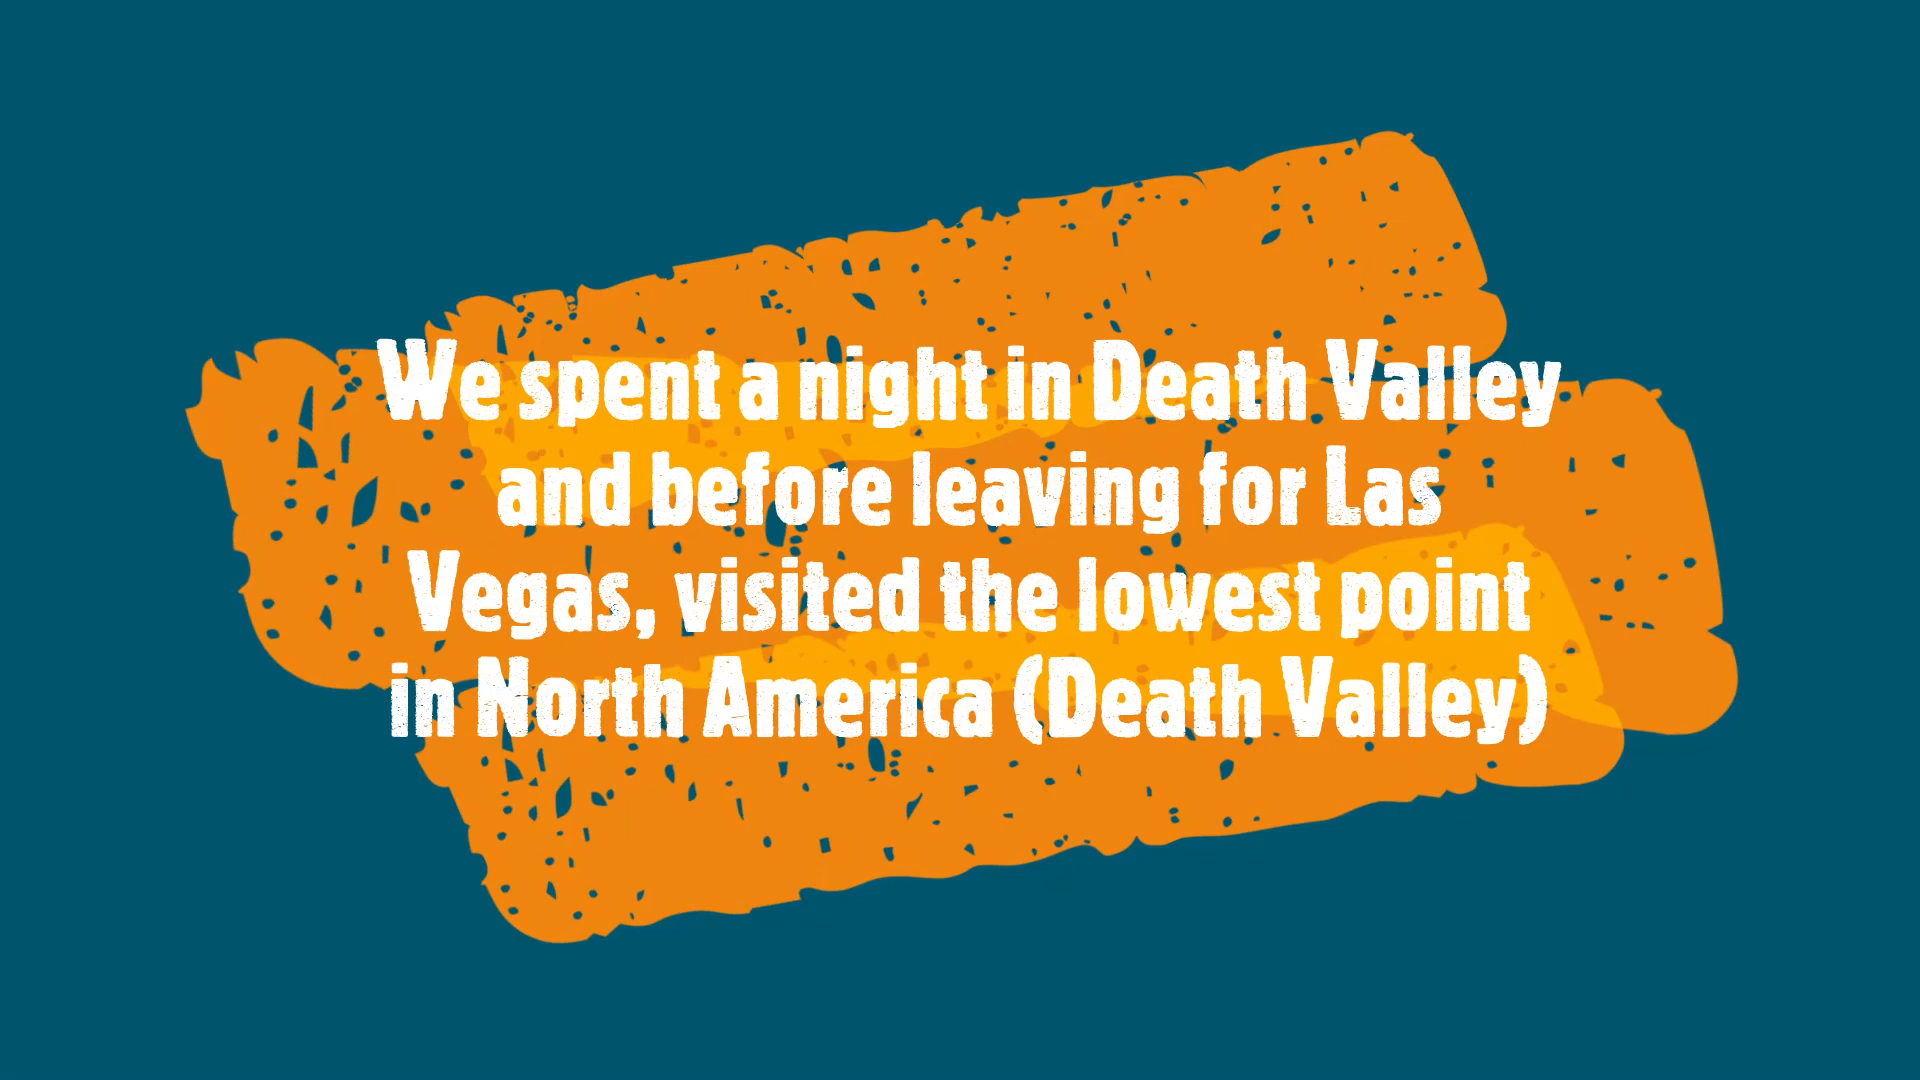 We spent a night in Death Valley
and before leaving for Las
Vegas, visited the lowest point
in North America (Death Valley)